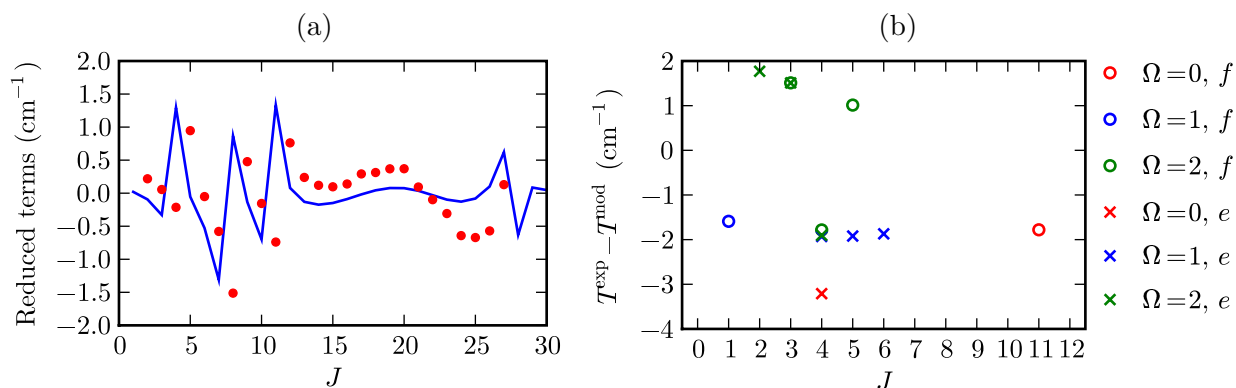 (a)
Reduced terms (cm⁻¹)
2.0
1.5
1.0
0.5
0.0
−0.5
−1.0
−1.5
−2.0
0 5 10 15 20 25 30
J
(b)
T^exp − T^mod (cm⁻¹)
2
1
0
−1
−2
−3
−4
0 1 2 3 4 5 6 7 8 9 10 11 12
J
Ω=0, f
Ω=1, f
Ω=2, f
Ω=0, e
Ω=1, e
Ω=2, e